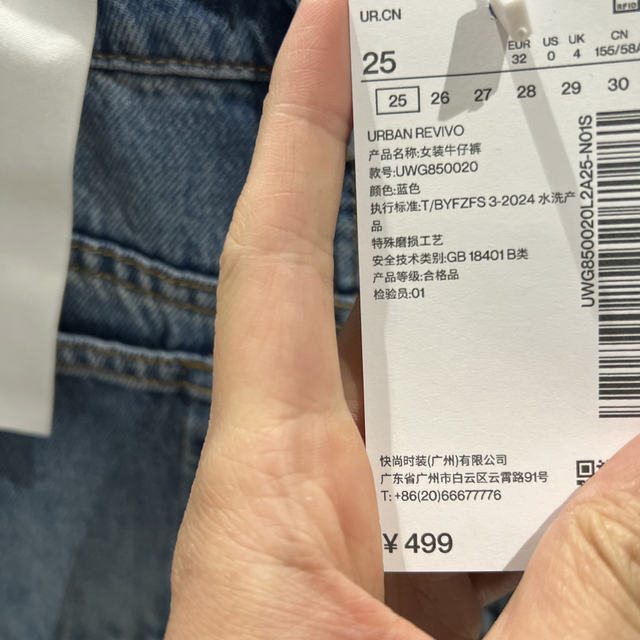 UR.CN
RFID
25
EUR US UK CN
32 0 4 155/58A
25 26 27 28 29 30
URBAN REVIVO
产品名称:女装牛仔裤
款号:UWG850020
颜色:蓝色
执行标准:T/BYFZFS 3-2024 水洗产
品
特殊磨损工艺
安全技术类别:GB 18401 B类
产品等级:合格品
检验员:01
UWG850020L2A25-N01S
快尚时装(广州)有限公司
广东省广州市白云区云霄路91号
T: +86(20)66677776
¥ 499